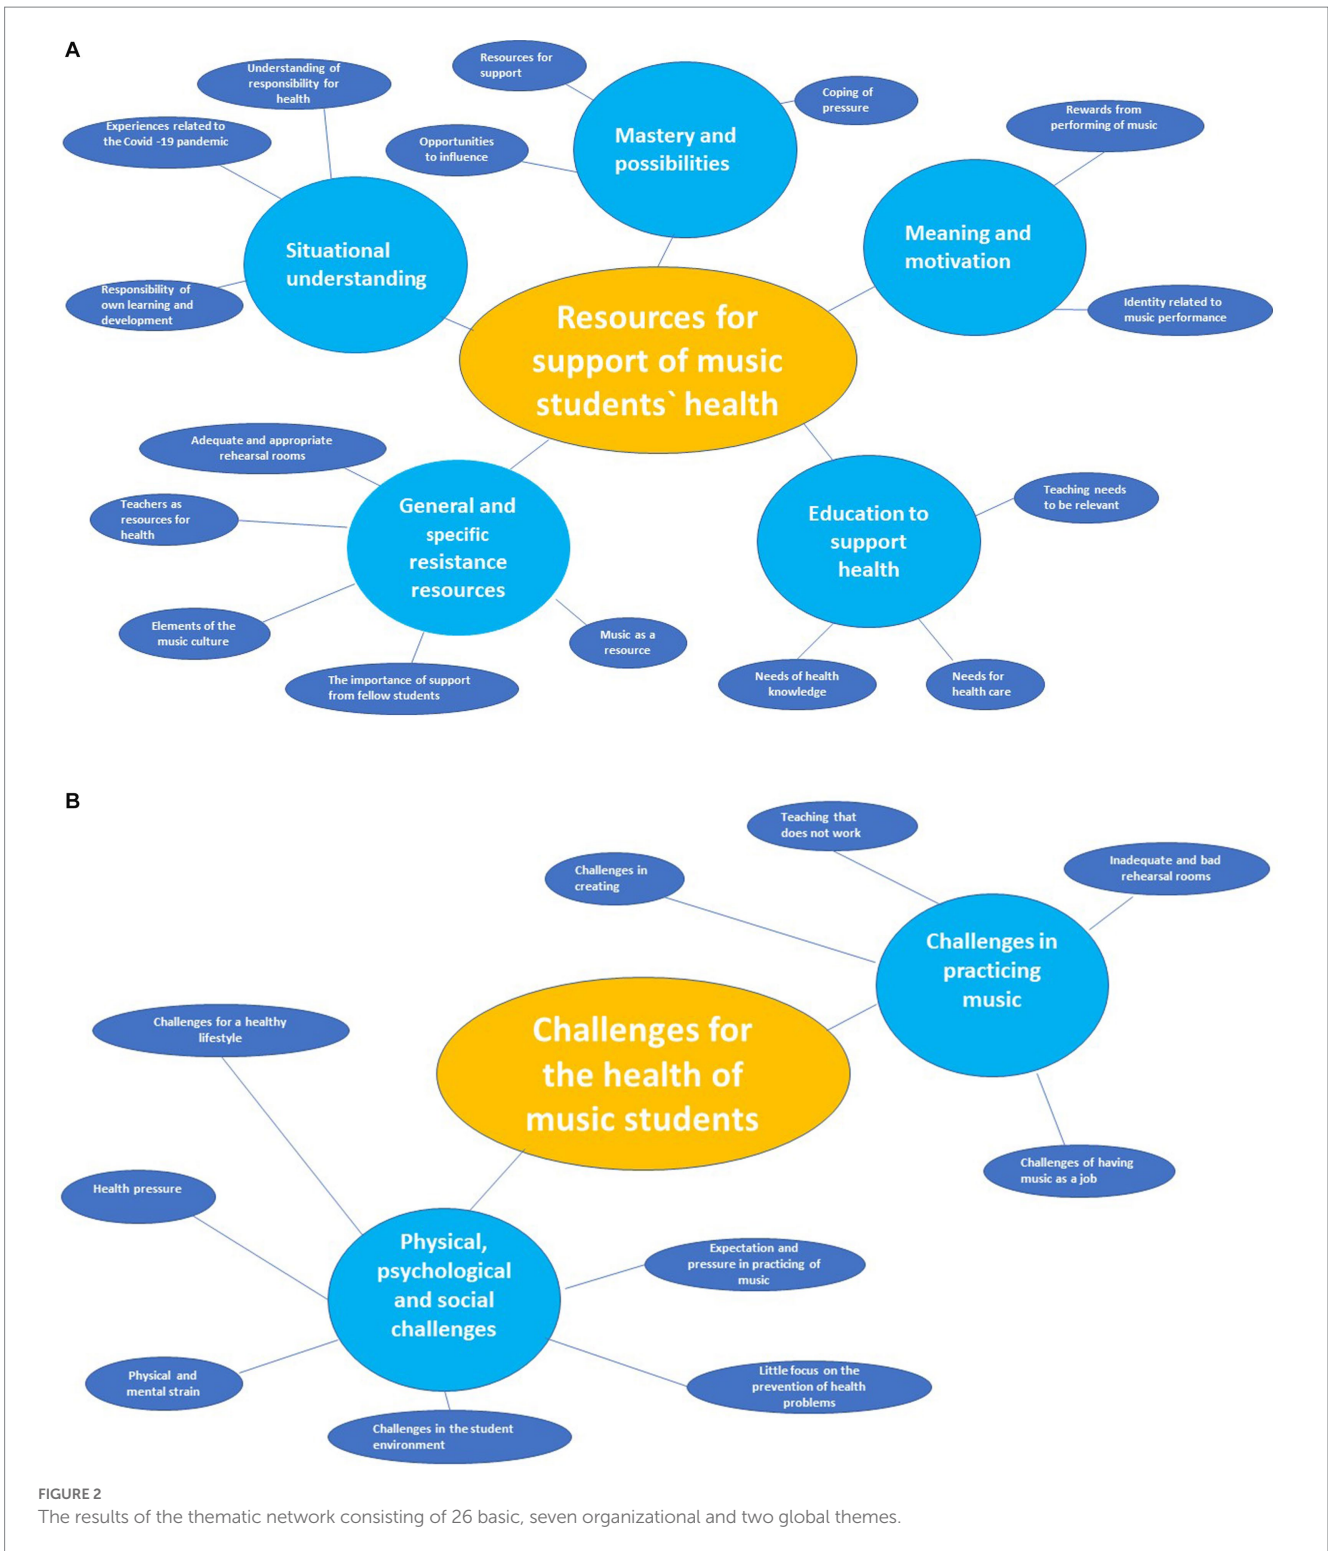 A
Understanding of
responsibility for
health
Experiences related to
the Covid -19 pandemic
Responsibility of
own learning and
development
Situational
understanding
Resources for
support
Opportunities
to influence
Coping of
pressure
Mastery and
possibilities
Rewards from
performing of music
Identity related to
music performance
Meaning and
motivation
Resources for
support of music
students` health
Adequate and appropriate
rehearsal rooms
Teachers as
resources for
health
Elements of the
music culture
The importance of support
from fellow students
Music as a
resource
General and
specific
resistance
resources
Education to
support
health
Teaching needs
to be relevant
Needs of health
knowledge
Needs for
health care
B
Teaching that
does not work
Challenges in
creating
Inadequate and bad
rehearsal rooms
Challenges in
practicing
music
Challenges of having
music as a job
Challenges for
the health of
music students
Challenges for a healthy
lifestyle
Health pressure
Physical and
mental strain
Challenges in the student
environment
Physical,
psychological
and social
challenges
Expectation and
pressure in practicing of
music
Little focus on the
prevention of health
problems
FIGURE 2
The results of the thematic network consisting of 26 basic, seven organizational and two global themes.